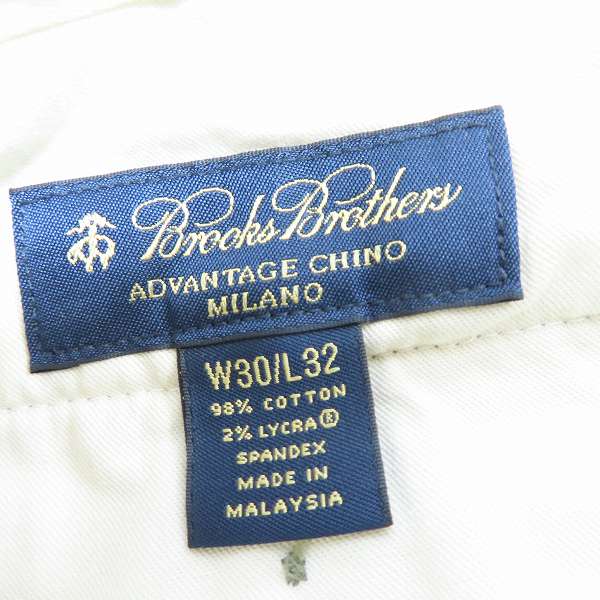 Brooks Brothers
ADVANTAGE CHINO
MILANO
W30/L32
98% COTTON
2% LYCRA®
SPANDEX
MADE IN
MALAYSIA